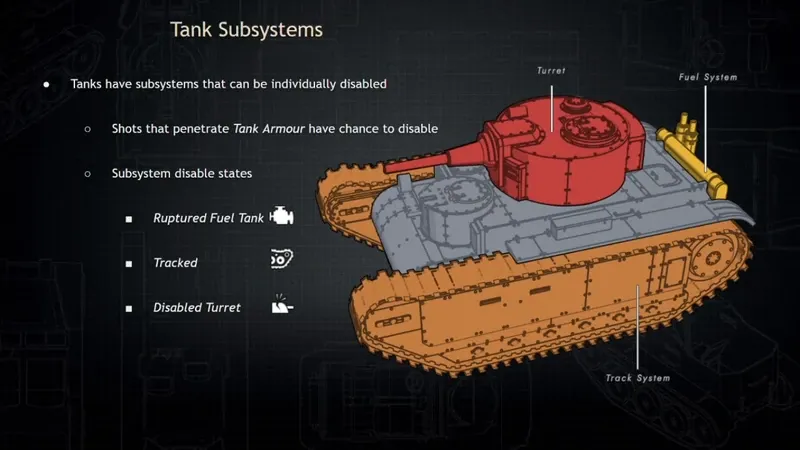 Tank Subsystems
● Tanks have subsystems that can be individually disabled
○ Shots that penetrate Tank Armour have chance to disable
○ Subsystem disable states
■ Ruptured Fuel Tank
■ Tracked
■ Disabled Turret
Turret
Fuel System
Track System